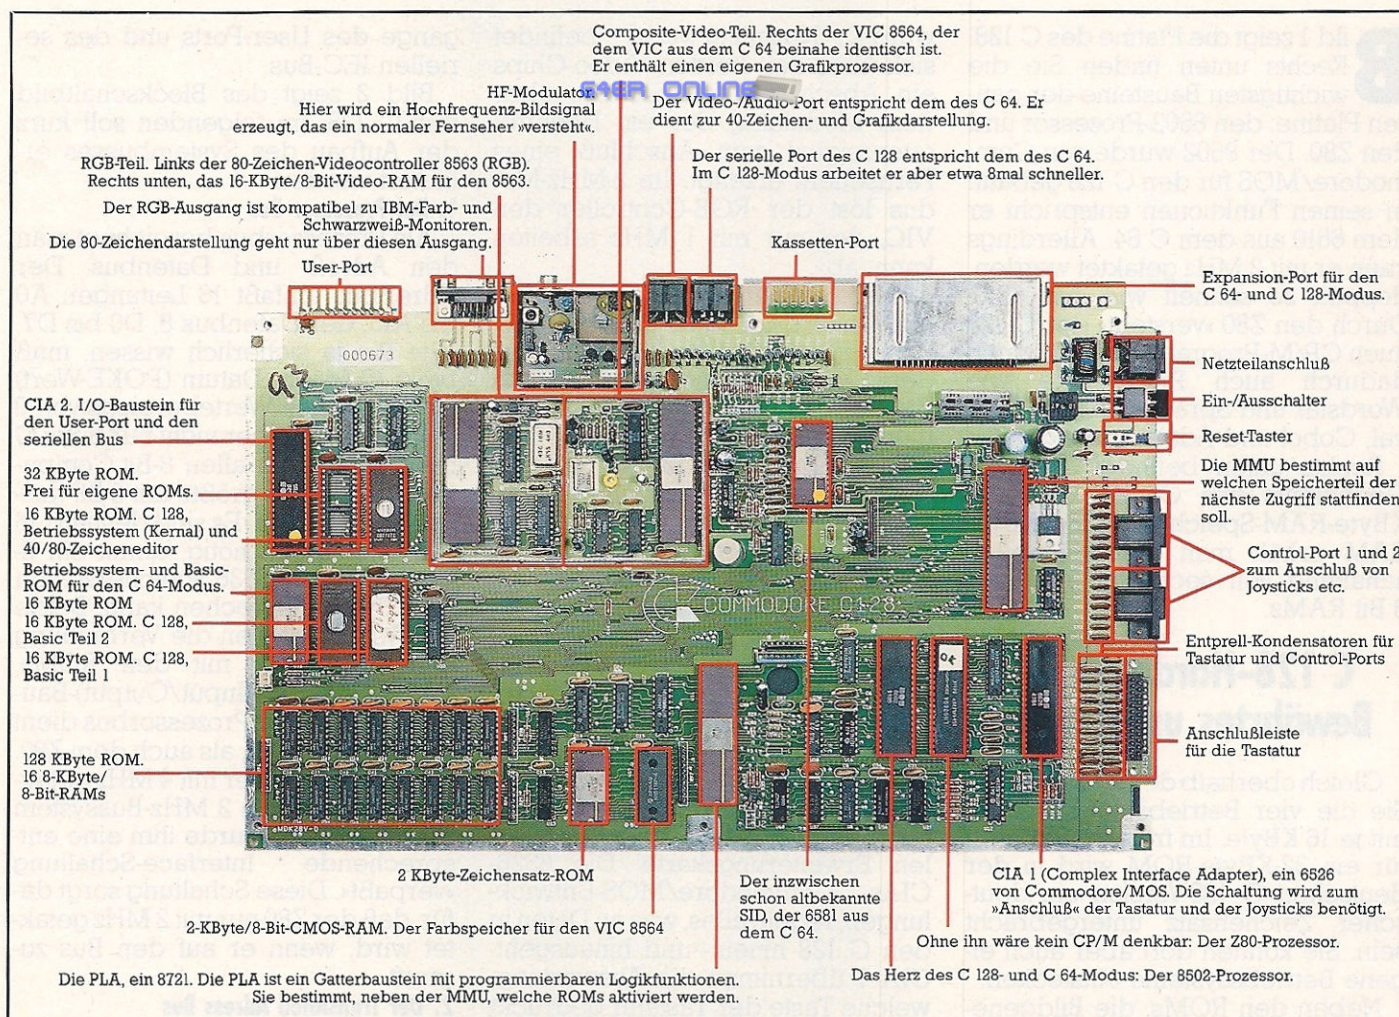 Composite-Video-Teil. Rechts der VIC 8564, der
dem VIC aus dem C 64 beinahe identisch ist.
Er enthält einen eigenen Grafikprozessor.
64ER ONLINE
HF-Modulator.
Hier wird ein Hochfrequenz-Bildsignal
erzeugt, das ein normaler Fernseher »versteht«.
Der Video-/Audio-Port entspricht dem des C 64. Er
dient zur 40-Zeichen- und Grafikdarstellung.
RGB-Teil. Links der 80-Zeichen-Videocontroller 8563 (RGB).
Rechts unten, das 16-KByte/8-Bit-Video-RAM für den 8563.
Der serielle Port des C 128 entspricht dem des C 64.
Im C 128-Modus arbeitet er aber etwa 8mal schneller.
Der RGB-Ausgang ist kompatibel zu IBM-Farb- und
Schwarzweiß-Monitoren.
Die 80-Zeichendarstellung geht nur über diesen Ausgang.
User-Port
Kassetten-Port
Expansion-Port für den
C 64- und C 128-Modus.
000673
Netzteilanschluß
Ein-/Ausschalter
Reset-Taster
CIA 2. I/O-Baustein für
den User-Port und den
seriellen Bus
32 KByte ROM.
Frei für eigene ROMs.
16 KByte ROM. C 128,
Betriebssystem (Kernal) und
40/80-Zeicheneditor
Die MMU bestimmt auf
welchen Speicherteil der
nächste Zugriff stattfinden
soll.
Control-Port 1 und 2
zum Anschluß von
Joysticks etc.
Betriebssystem- und Basic-
ROM für den C 64-Modus.
16 KByte ROM
16 KByte ROM. C 128,
Basic Teil 2
16 KByte ROM. C 128,
Basic Teil 1
COMMODORE C128
Entprell-Kondensatoren für
Tastatur und Control-Ports
Anschlußleiste
für die Tastatur
128 KByte ROM.
16 8-KByte/
8-Bit-RAMs
2 KByte-Zeichensatz-ROM
2-KByte/8-Bit-CMOS-RAM. Der Farbspeicher für den VIC 8564
Die PLA, ein 8721. Die PLA ist ein Gatterbaustein mit programmierbaren Logikfunktionen.
Sie bestimmt, neben der MMU, welche ROMs aktiviert werden.
Der inzwischen
schon altbekannte
SID, der 6581 aus
dem C 64.
CIA 1 (Complex Interface Adapter), ein 6526
von Commodore/MOS. Die Schaltung wird zum
»Anschluß« der Tastatur und der Joysticks benötigt.
Ohne ihn wäre kein CP/M denkbar: Der Z80-Prozessor.
Das Herz des C 128- und C 64-Modus: Der 8502-Prozessor.